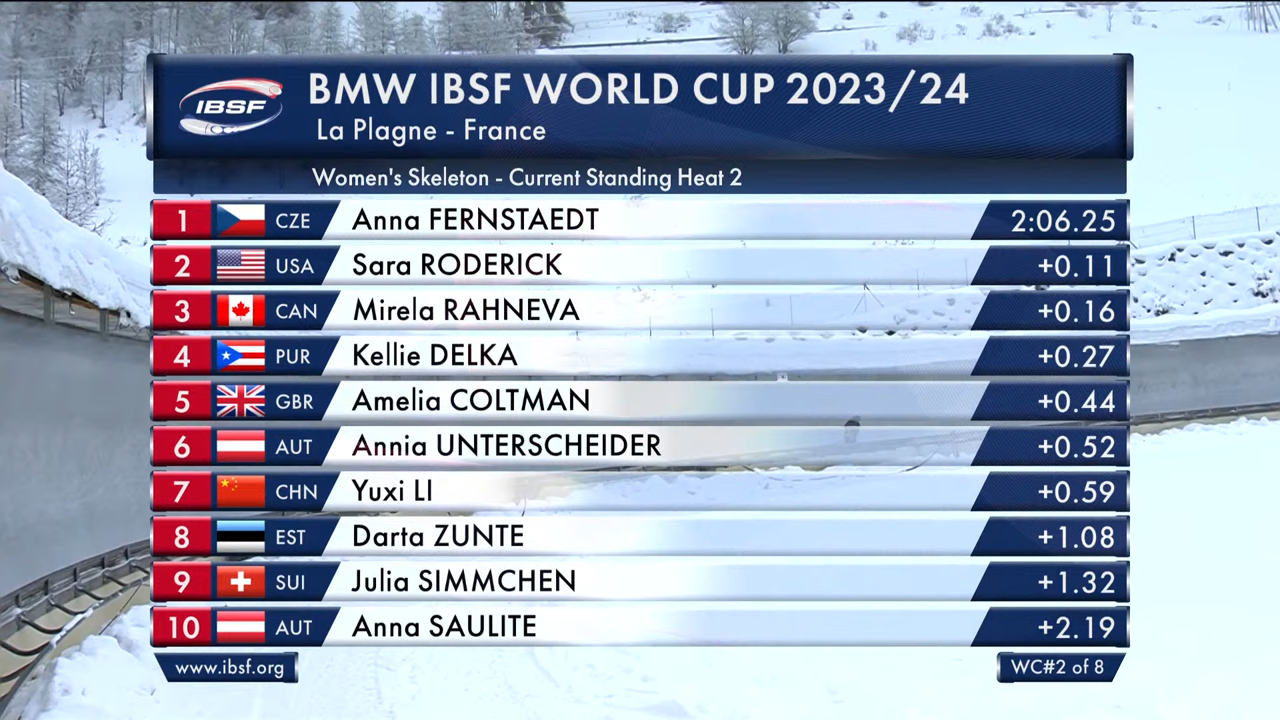 IBSF
BMW IBSF WORLD CUP 2023/24
La Plagne - France
Women's Skeleton - Current Standing Heat 2
1 CZE Anna FERNSTAEDT 2:06.25
2 USA Sara RODERICK +0.11
3 CAN Mirela RAHNEVA +0.16
4 PUR Kellie DELKA +0.27
5 GBR Amelia COLTMAN +0.44
6 AUT Annia UNTERSCHEIDER +0.52
7 CHN Yuxi LI +0.59
8 EST Darta ZUNTE +1.08
9 SUI Julia SIMMCHEN +1.32
10 AUT Anna SAULITE +2.19
www.ibsf.org WC#2 of 8